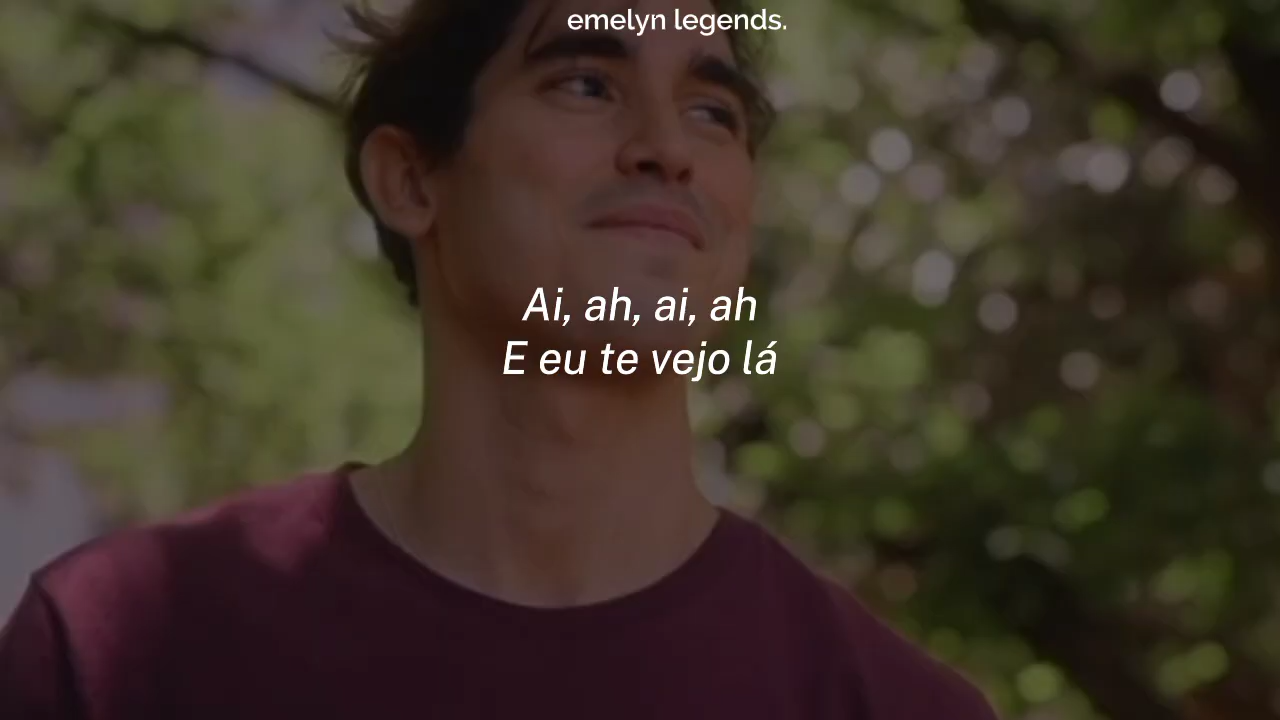 emelyn legends.
Ai, ah, ai, ah
E eu te vejo lá